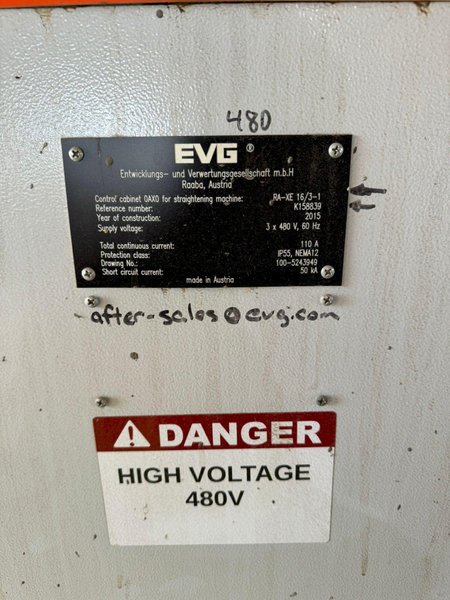 480
EVG®
Entwicklungs- und Verwertungsgesellschaft m.b.H
Raaba, Austria
Control cabinet 0AX0 for straightening machine: RA-XE 16/3-1
Reference number: K158839
Year of construction: 2015
Supply voltage: 3 x 480 V, 60 Hz
Total continuous current: 110 A
Protection class: IP55, NEMA12
Drawing No.: 100-5243949
Short circuit current: 50 kA
made in Austria
after-sales@evg.com
DANGER
HIGH VOLTAGE
480V